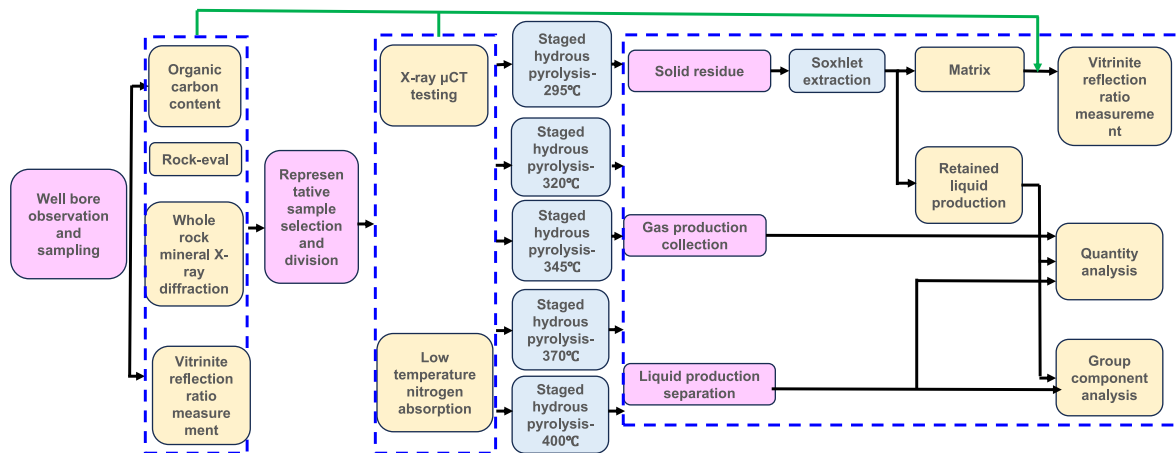 Well bore
observation
and
sampling
Organic
carbon
content
Rock-eval
Whole
rock
mineral X-
ray
diffraction
Vitrinite
reflection
ratio
measure
ment
Represen
tative
sample
selection
and
division
X-ray μCT
testing
Low
temperature
nitrogen
absorption
Staged
hydrous
pyrolysis-
295℃
Staged
hydrous
pyrolysis-
320℃
Staged
hydrous
pyrolysis-
345℃
Staged
hydrous
pyrolysis-
370℃
Staged
hydrous
pyrolysis-
400℃
Solid residue
Soxhlet
extraction
Matrix
Vitrinite
reflection
ratio
measureme
nt
Retained
liquid
production
Gas production
collection
Quantity
analysis
Liquid production
separation
Group
component
analysis